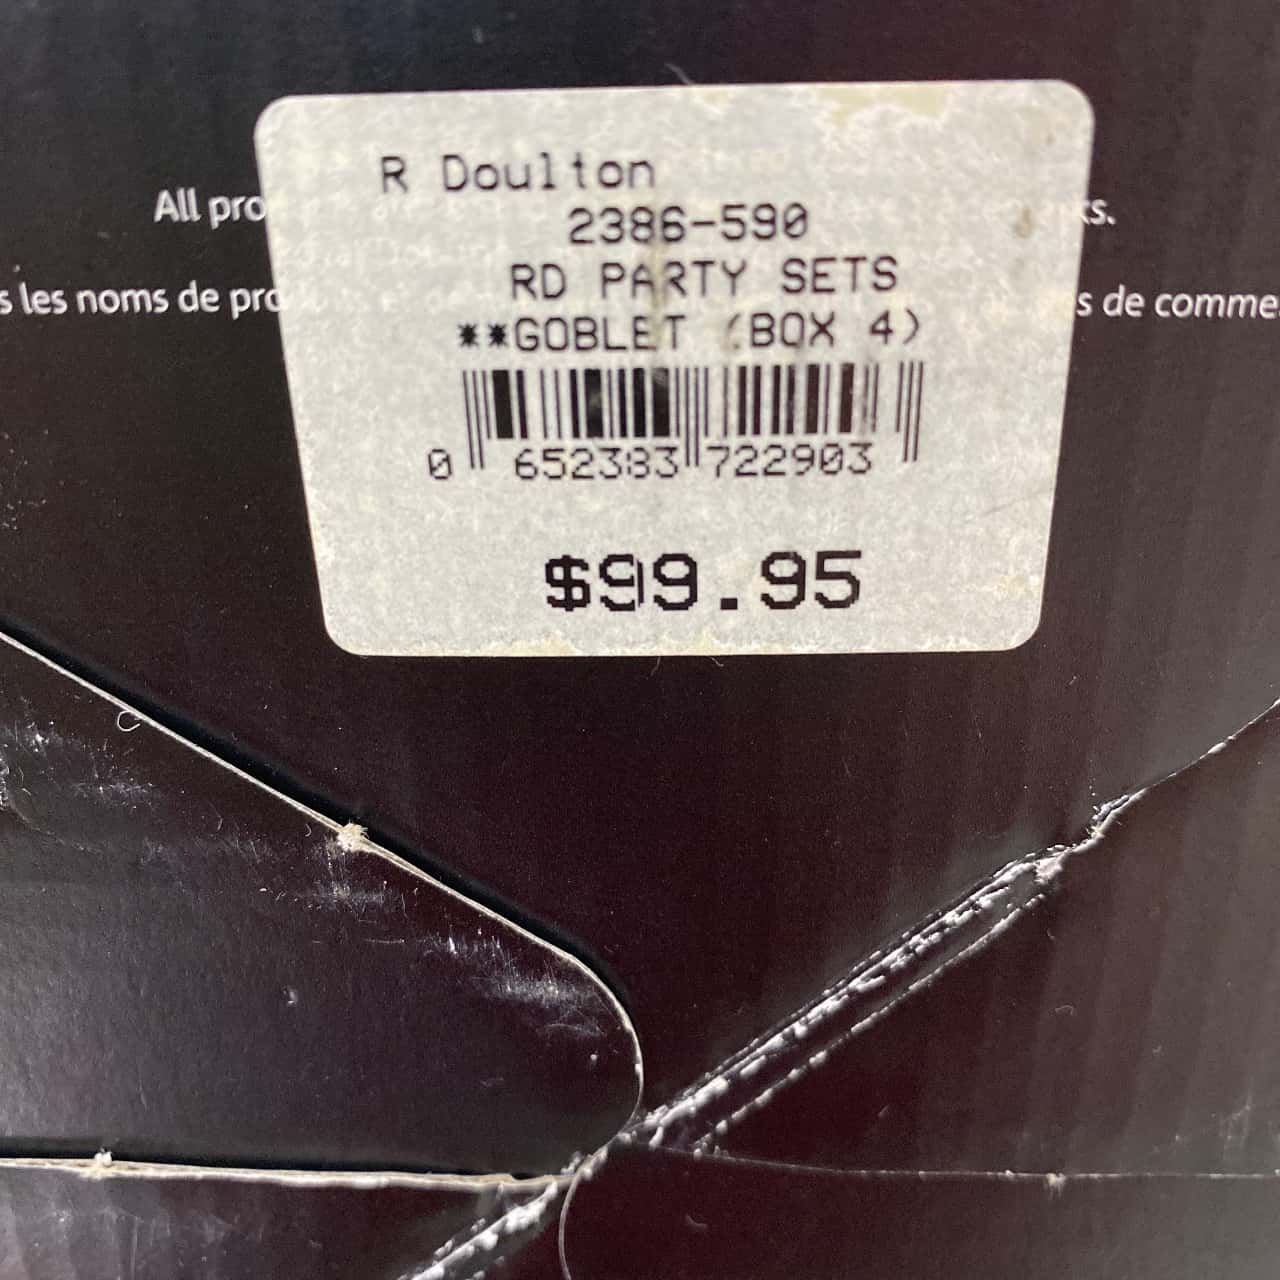 R Doulton
2386-590
All pro ks.
RD PARTY SETS
s les noms de pro s de comme
**GOBLET (BOX 4)
0 652383 722903
$99.95